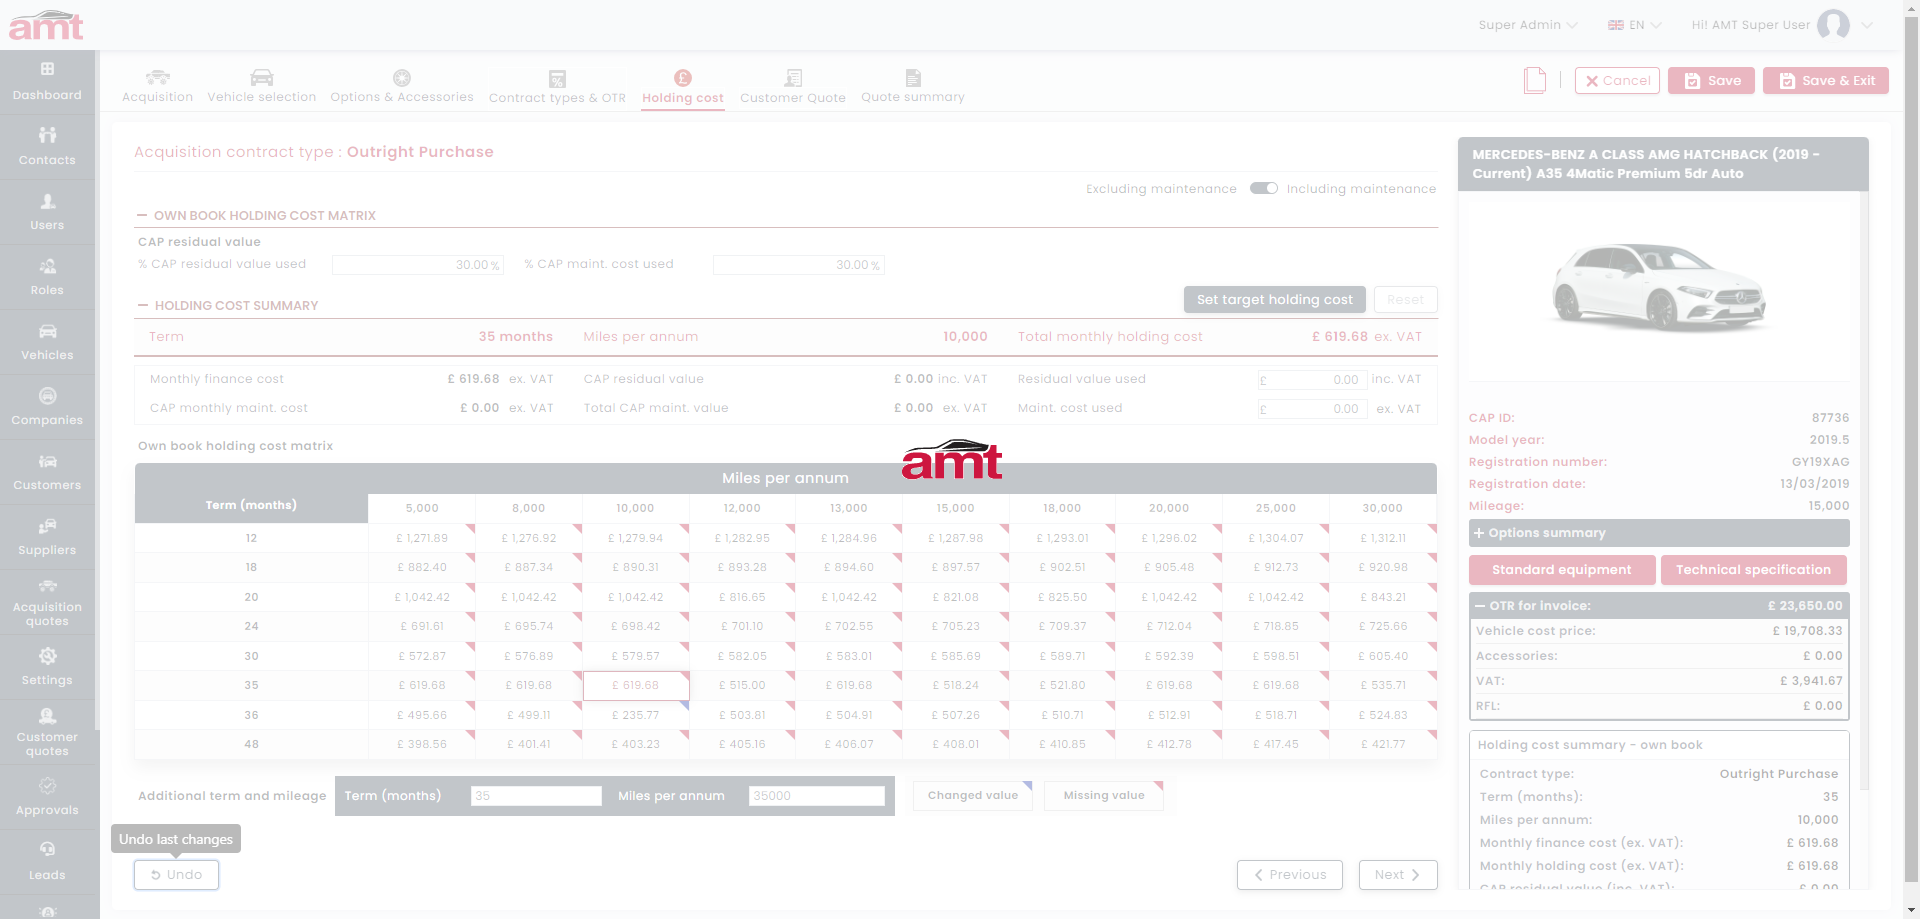 amt
Super Admin
EN
Hi! AMT Super User
Dashboard
Contacts
Users
Roles
Vehicles
Companies
Customers
Suppliers
Acquisition quotes
Settings
Customer quotes
Approvals
Leads
Acquisition
Vehicle selection
Options & Accessories
Contract types & OTR
Holding cost
Customer Quote
Quote summary
Cancel
Save
Save & Exit
Acquisition contract type : Outright Purchase
Excluding maintenance Including maintenance
OWN BOOK HOLDING COST MATRIX
CAP residual value
% CAP residual value used 30.00 % % CAP maint. cost used 30.00 %
HOLDING COST SUMMARY
Set target holding cost Reset
Term 35 months Miles per annum 10,000 Total monthly holding cost £ 619.68 ex. VAT
Monthly finance cost £ 619.68 ex. VAT CAP residual value £ 0.00 inc. VAT Residual value used £ 0.00 inc. VAT
CAP monthly maint. cost £ 0.00 ex. VAT Total CAP maint. value £ 0.00 ex. VAT Maint. cost used £ 0.00 ex. VAT
Own book holding cost matrix
amt
Miles per annum
Term (months) 5,000 8,000 10,000 12,000 13,000 15,000 18,000 20,000 25,000 30,000
12 £ 1,271.89 £ 1,276.92 £ 1,279.94 £ 1,282.95 £ 1,284.96 £ 1,287.98 £ 1,293.01 £ 1,296.02 £ 1,304.07 £ 1,312.11
18 £ 882.40 £ 887.34 £ 890.31 £ 893.28 £ 894.60 £ 897.57 £ 902.51 £ 905.48 £ 912.73 £ 920.98
20 £ 1,042.42 £ 1,042.42 £ 1,042.42 £ 816.65 £ 1,042.42 £ 821.08 £ 825.50 £ 1,042.42 £ 1,042.42 £ 843.21
24 £ 691.61 £ 695.74 £ 698.42 £ 701.10 £ 702.55 £ 705.23 £ 709.37 £ 712.04 £ 718.85 £ 725.66
30 £ 572.87 £ 576.89 £ 579.57 £ 582.05 £ 583.01 £ 585.69 £ 589.71 £ 592.39 £ 598.51 £ 605.40
35 £ 619.68 £ 619.68 £ 619.68 £ 515.00 £ 619.68 £ 518.24 £ 521.80 £ 619.68 £ 619.68 £ 535.71
36 £ 495.66 £ 499.11 £ 235.77 £ 503.81 £ 504.91 £ 507.26 £ 510.71 £ 512.91 £ 518.71 £ 524.83
48 £ 398.56 £ 401.41 £ 403.23 £ 405.16 £ 406.07 £ 408.01 £ 410.85 £ 412.78 £ 417.45 £ 421.77
Additional term and mileage Term (months) 35 Miles per annum 35000 Changed value Missing value
Undo last changes
Undo
Previous
Next
MERCEDES-BENZ A CLASS AMG HATCHBACK (2019 -
Current) A35 4Matic Premium 5dr Auto
CAP ID: 87736
Model year: 2019.5
Registration number: GY19XAG
Registration date: 13/03/2019
Mileage: 15,000
Options summary
Standard equipment Technical specification
OTR for invoice: £ 23,650.00
Vehicle cost price: £ 19,708.33
Accessories: £ 0.00
VAT: £ 3,941.67
RFL: £ 0.00
Holding cost summary - own book
Contract type: Outright Purchase
Term (months): 35
Miles per annum: 10,000
Monthly finance cost (ex. VAT): £ 619.68
Monthly holding cost (ex. VAT): £ 619.68
CAP residual value (inc. VAT): £ 0.00